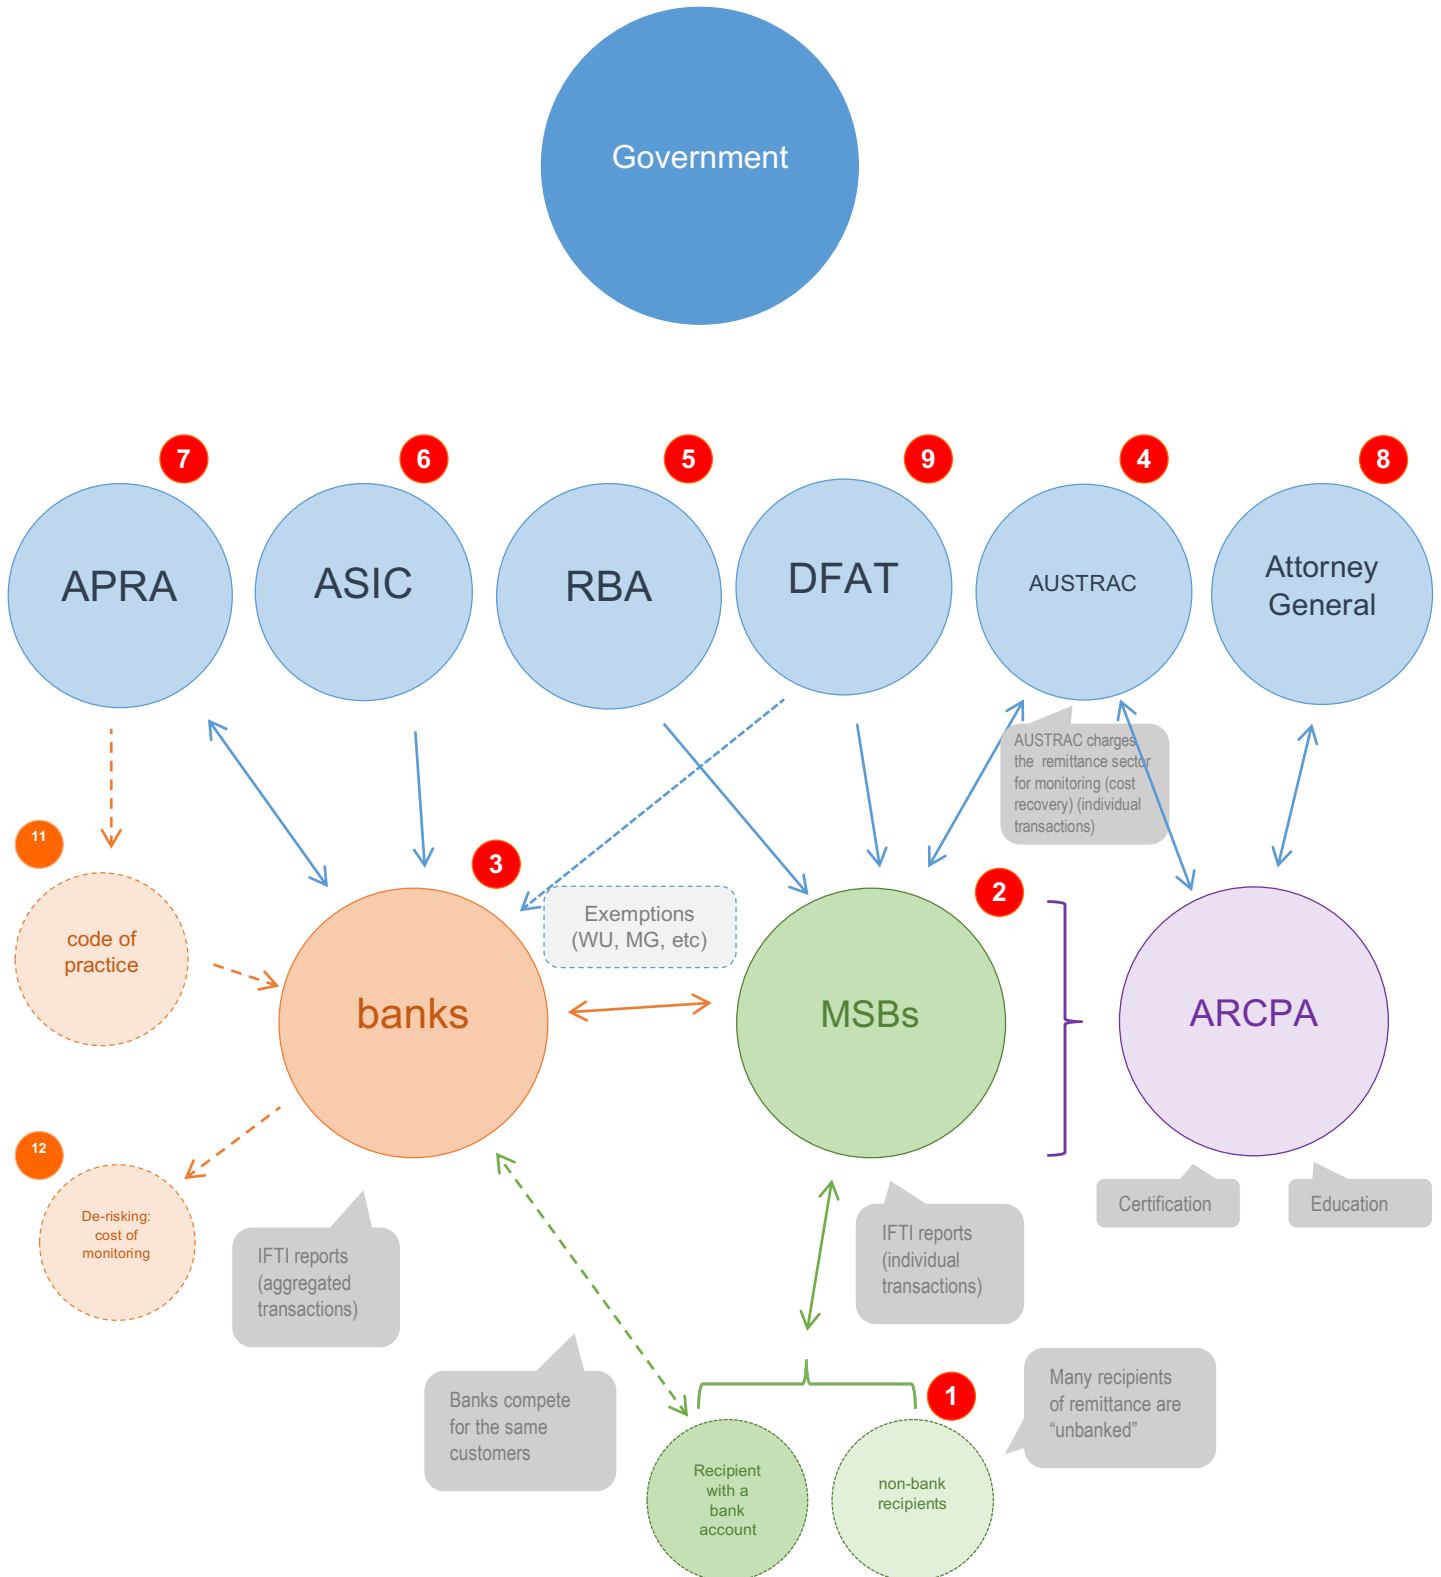 Government
7
6
5
9
4
8
APRA
ASIC
RBA
DFAT
AUSTRAC
Attorney
General
AUSTRAC charges
the remittance sector
for monitoring (cost
recovery) (individual
transactions)
11
3
2
code of
practice
Exemptions
(WU, MG, etc)
banks
MSBs
ARCPA
12
De-risking:
cost of
monitoring
Certification
Education
IFTI reports
(aggregated
transactions)
IFTI reports
(individual
transactions)
Banks compete
for the same
customers
1
Many recipients
of remittance are
“unbanked”
Recipient
with a
bank
account
non-bank
recipients